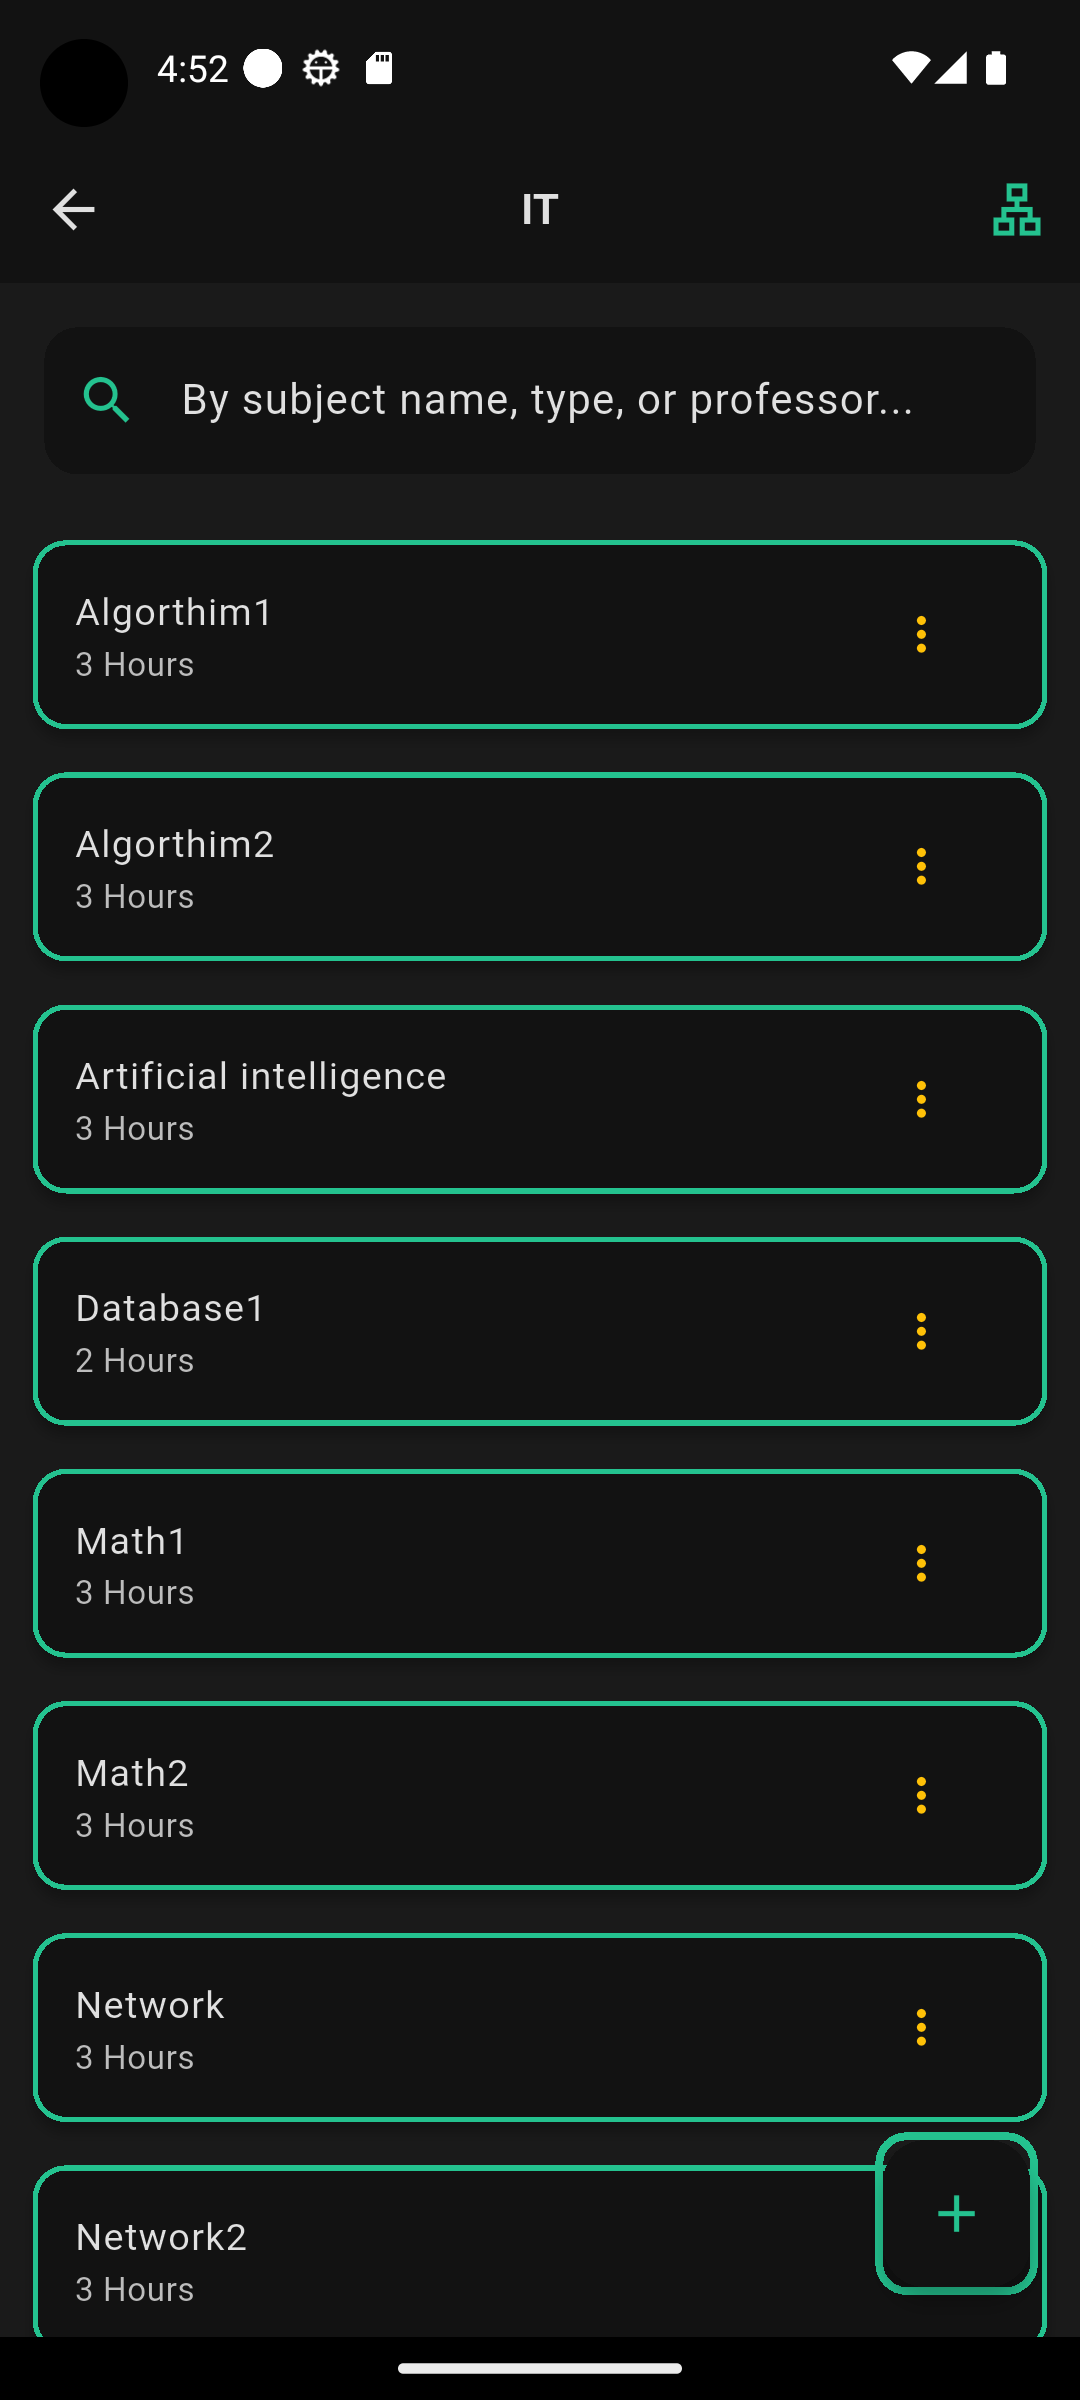 4:52
IT
By subject name, type, or professor...
Algorthim1
3 Hours
Algorthim2
3 Hours
Artificial intelligence
3 Hours
Database1
2 Hours
Math1
3 Hours
Math2
3 Hours
Network
3 Hours
Network2
3 Hours